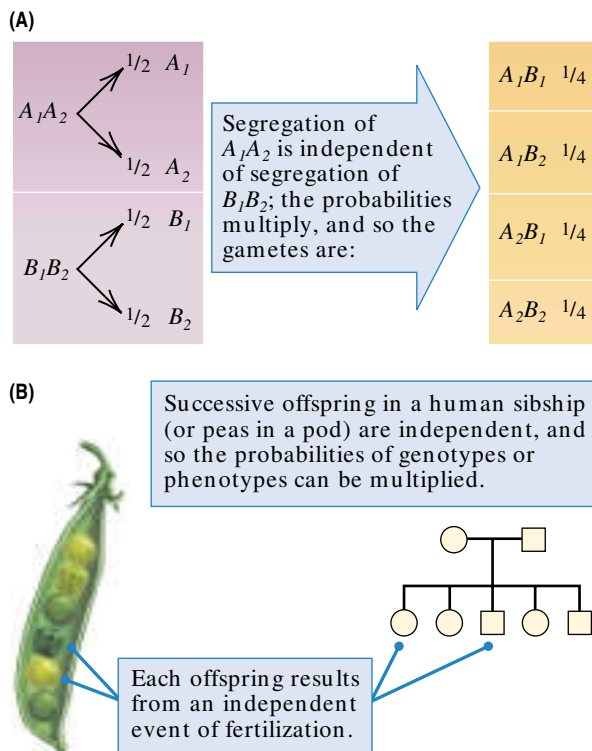 (A)
1/2 A₁
A₁A₂
1/2 A₂
1/2 B₁
B₁B₂
1/2 B₂
Segregation of
A₁A₂ is independent
of segregation of
B₁B₂; the probabilities
multiply, and so the
gametes are:
A₁B₁ 1/4
A₁B₂ 1/4
A₂B₁ 1/4
A₂B₂ 1/4
(B)
Successive offspring in a human sibship
(or peas in a pod) are independent, and
so the probabilities of genotypes or
phenotypes can be multiplied.
Each offspring results
from an independent
event of fertilization.